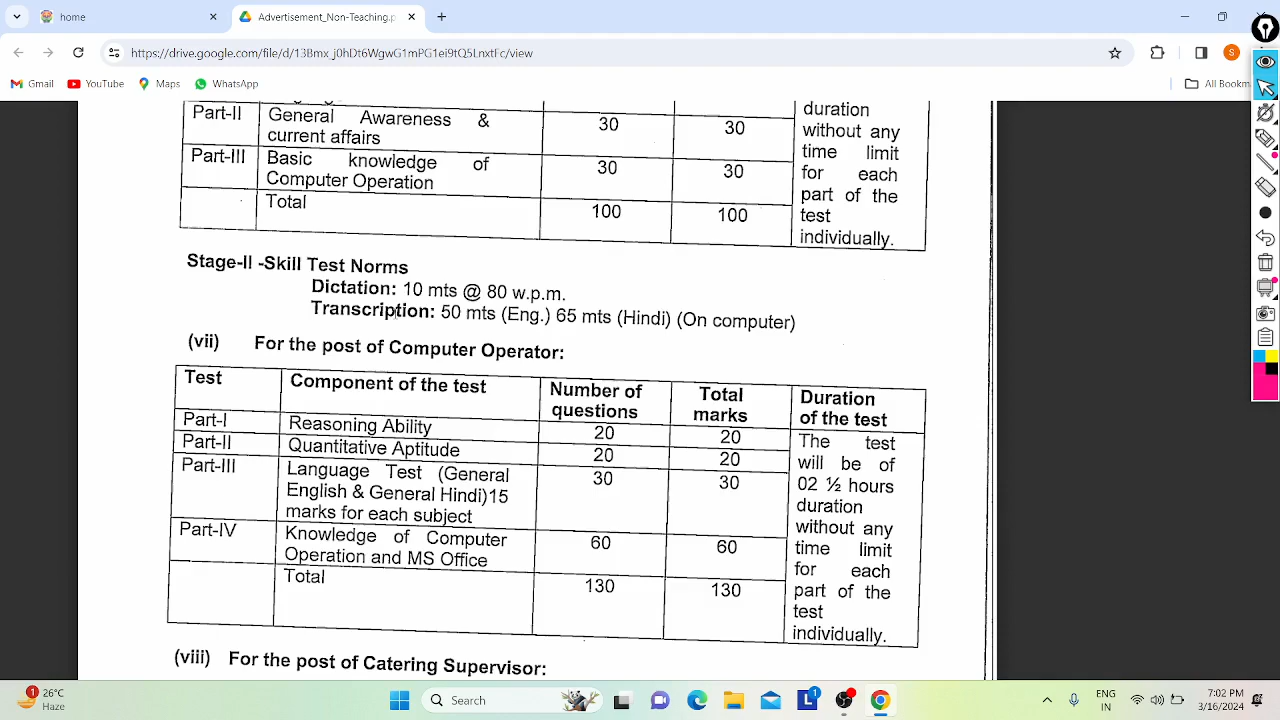 home
Advertisement_Non-Teaching.p
https://drive.google.com/file/d/13Bmx_j0hDt6WgwG1mPG1ei9tQ5LnxtFc/view
S
Gmail
YouTube
Maps
WhatsApp
All Bookm
Part-II General Awareness & current affairs 30 30
Part-III Basic knowledge of Computer Operation 30 30
Total 100 100
duration
without any
time limit
for each
part of the
test
individually.
Stage-II -Skill Test Norms
Dictation: 10 mts @ 80 w.p.m.
Transcription: 50 mts (Eng.) 65 mts (Hindi) (On computer)
(vii) For the post of Computer Operator:
Test Component of the test Number of questions Total marks Duration of the test
Part-I Reasoning Ability 20 20
Part-II Quantitative Aptitude 20 20
Part-III Language Test (General English & General Hindi)15 marks for each subject 30 30
Part-IV Knowledge of Computer Operation and MS Office 60 60
Total 130 130
The test
will be of
02 ½ hours
duration
without any
time limit
for each
part of the
test
individually.
(viii) For the post of Catering Supervisor:
1
26°C
Haze
Search
L
1
ENG
IN
7:02 PM
3/16/2024